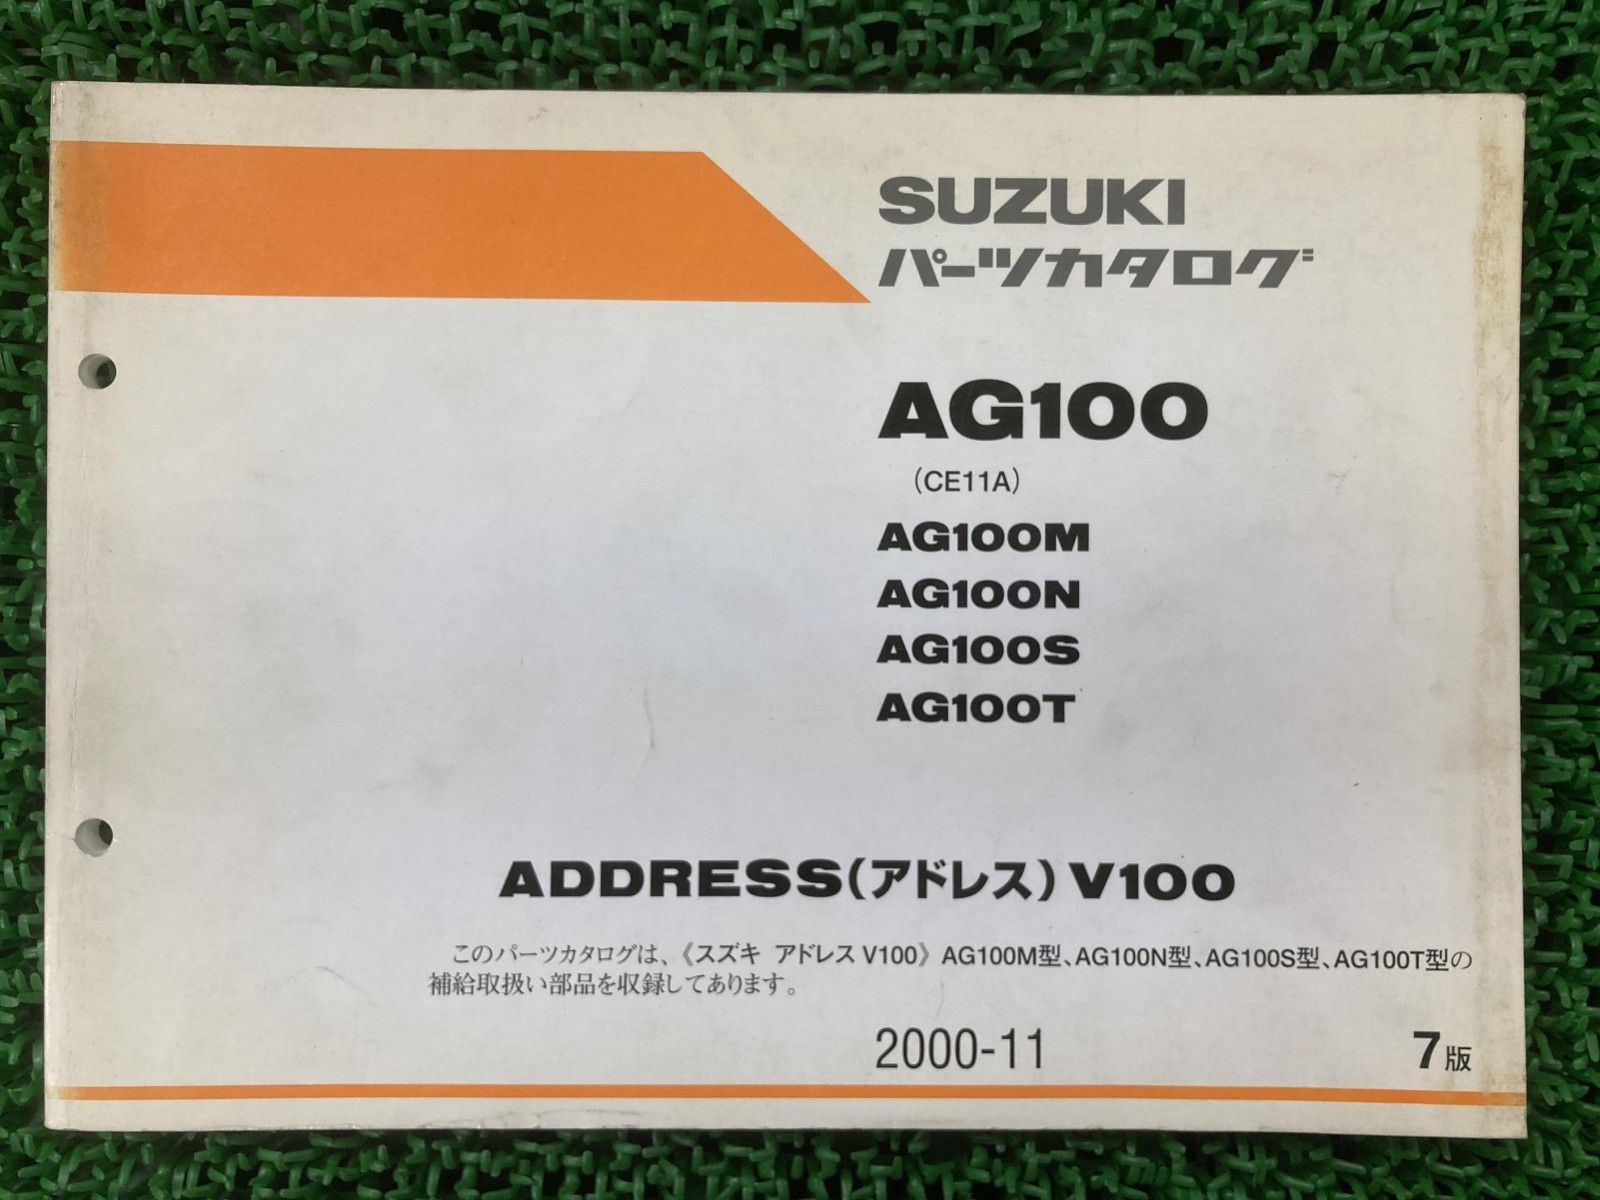 SUZUKI
パーツカタログ
AG100
(CE11A)
AG100M
AG100N
AG100S
AG100T
ADDRESS(アドレス)V100
このパーツカタログは、《スズキ アドレス V100》AG100M型、AG100N型、AG100S型、AG100T型の
補給取扱い部品を収録してあります。
2000-11
7版